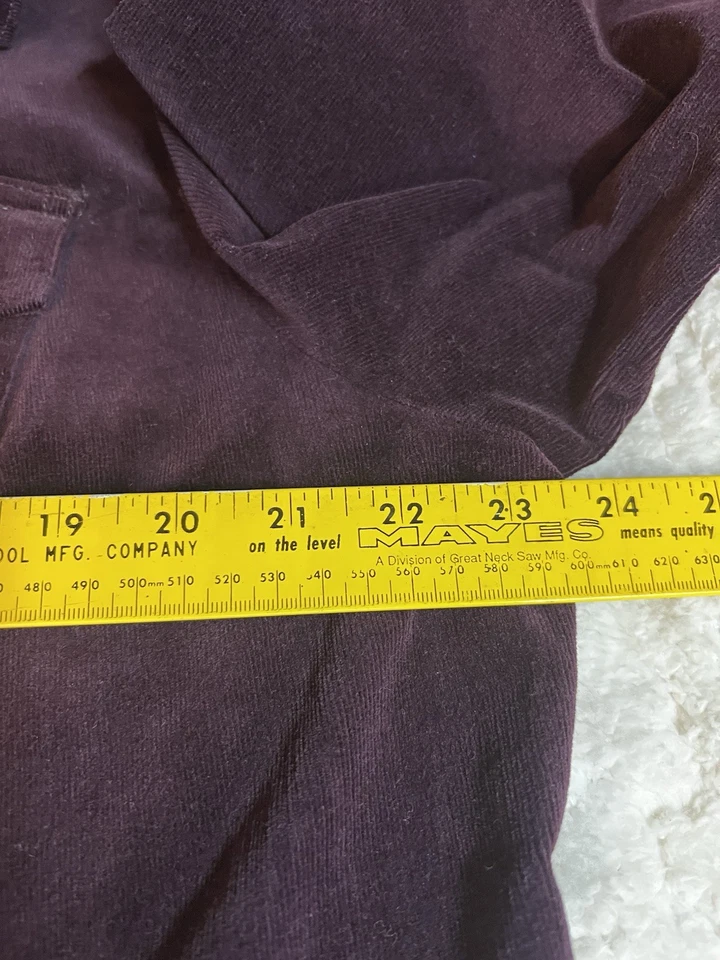 19 20 21 22 23 24 2
OOL MFG. COMPANY on the level MAYES means quality
A Division of Great Neck Saw Mfg. Co.
480 490 500mm 510 520 530 540 550 560 570 580 590 600mm 610 620 630